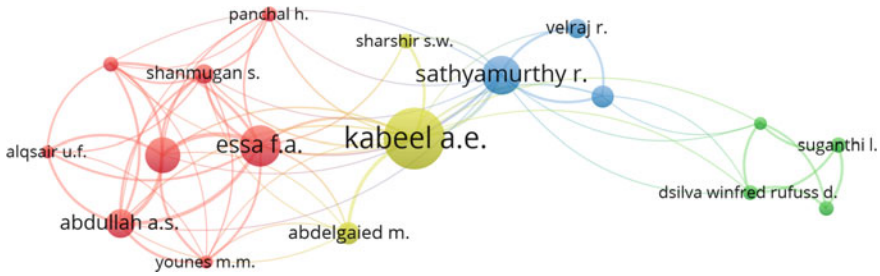 panchal h.
velraj r.
sharshir s.w.
shanmugan s.
sathyamurthy r.
kabeel a.e.
essa f.a.
alqsair u.f.
suganthi l.
dsilva winfred rufuss d.
abdullah a.s.
abdelgaied m.
younes m.m.